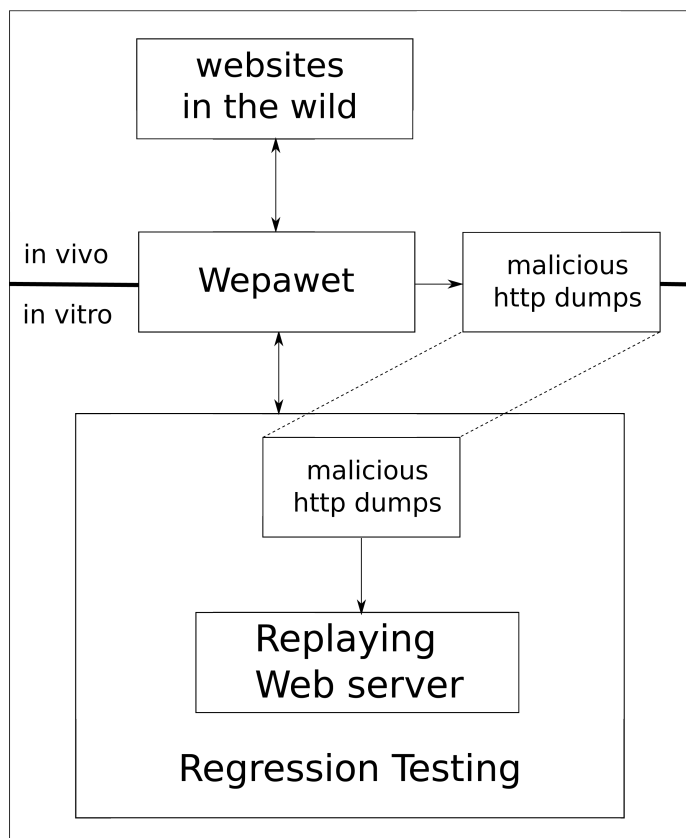 websites
in the wild
in vivo
Wepawet
malicious
http dumps
in vitro
malicious
http dumps
Replaying
Web server
Regression Testing